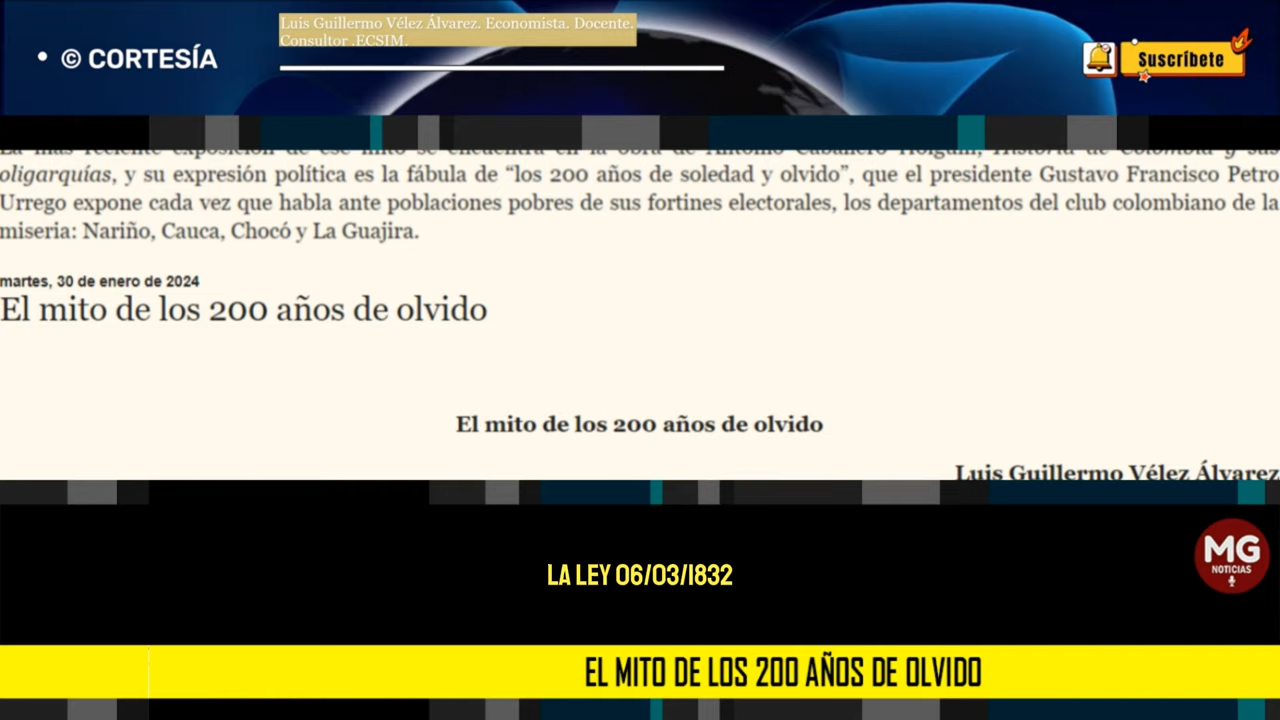 Luis Guillermo Vélez Álvarez. Economista. Docente.
Consultor .ECSIM.
• © CORTESÍA
Suscríbete
La más reciente exposición de ese mito se encuentra en la obra de Antonio Caballero Holguín, Historia de Colombia y sus
oligarquías, y su expresión política es la fábula de “los 200 años de soledad y olvido”, que el presidente Gustavo Francisco Petro
Urrego expone cada vez que habla ante poblaciones pobres de sus fortines electorales, los departamentos del club colombiano de la
miseria: Nariño, Cauca, Chocó y La Guajira.
martes, 30 de enero de 2024
El mito de los 200 años de olvido
El mito de los 200 años de olvido
Luis Guillermo Vélez Álvarez
MG
NOTICIAS
LA LEY 06/03/1832
EL MITO DE LOS 200 AÑOS DE OLVIDO